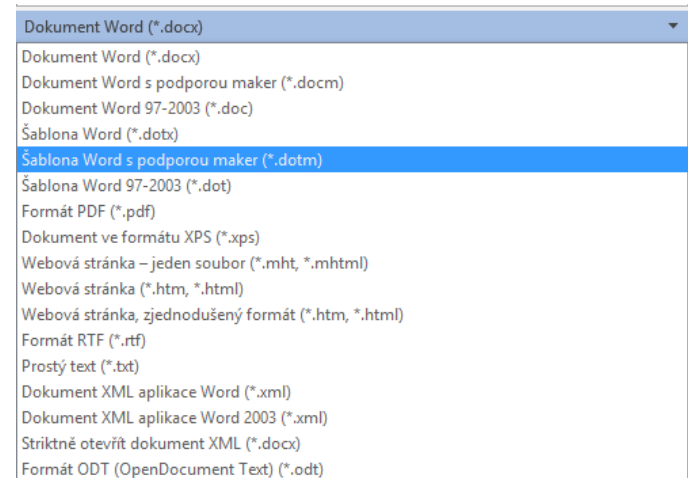 Dokument Word (*.docx)
Dokument Word (*.docx)
Dokument Word s podporou maker (*.docm)
Dokument Word 97-2003 (*.doc)
Šablona Word (*.dotx)
Šablona Word s podporou maker (*.dotm)
Šablona Word 97-2003 (*.dot)
Formát PDF (*.pdf)
Dokument ve formátu XPS (*.xps)
Webová stránka – jeden soubor (*.mht, *.mhtml)
Webová stránka (*.htm, *.html)
Webová stránka, zjednodušený formát (*.htm, *.html)
Formát RTF (*.rtf)
Prostý text (*.txt)
Dokument XML aplikace Word (*.xml)
Dokument XML aplikace Word 2003 (*.xml)
Striktně otevřít dokument XML (*.docx)
Formát ODT (OpenDocument Text) (*.odt)